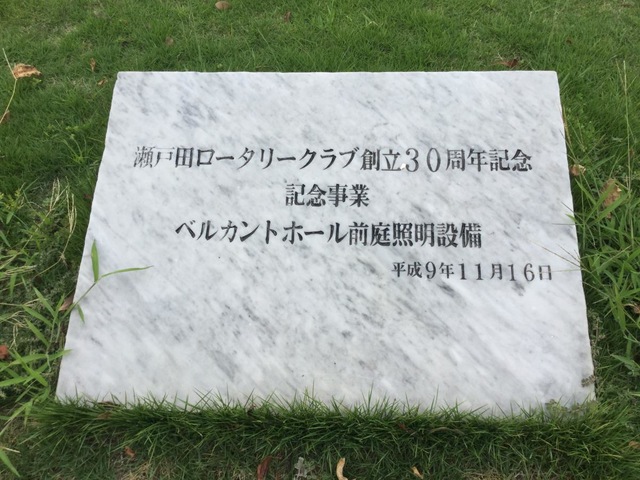 瀬戸田ロータリークラブ創立30周年記念
記念事業
ベルカントホール前庭照明設備
平成9年11月16日